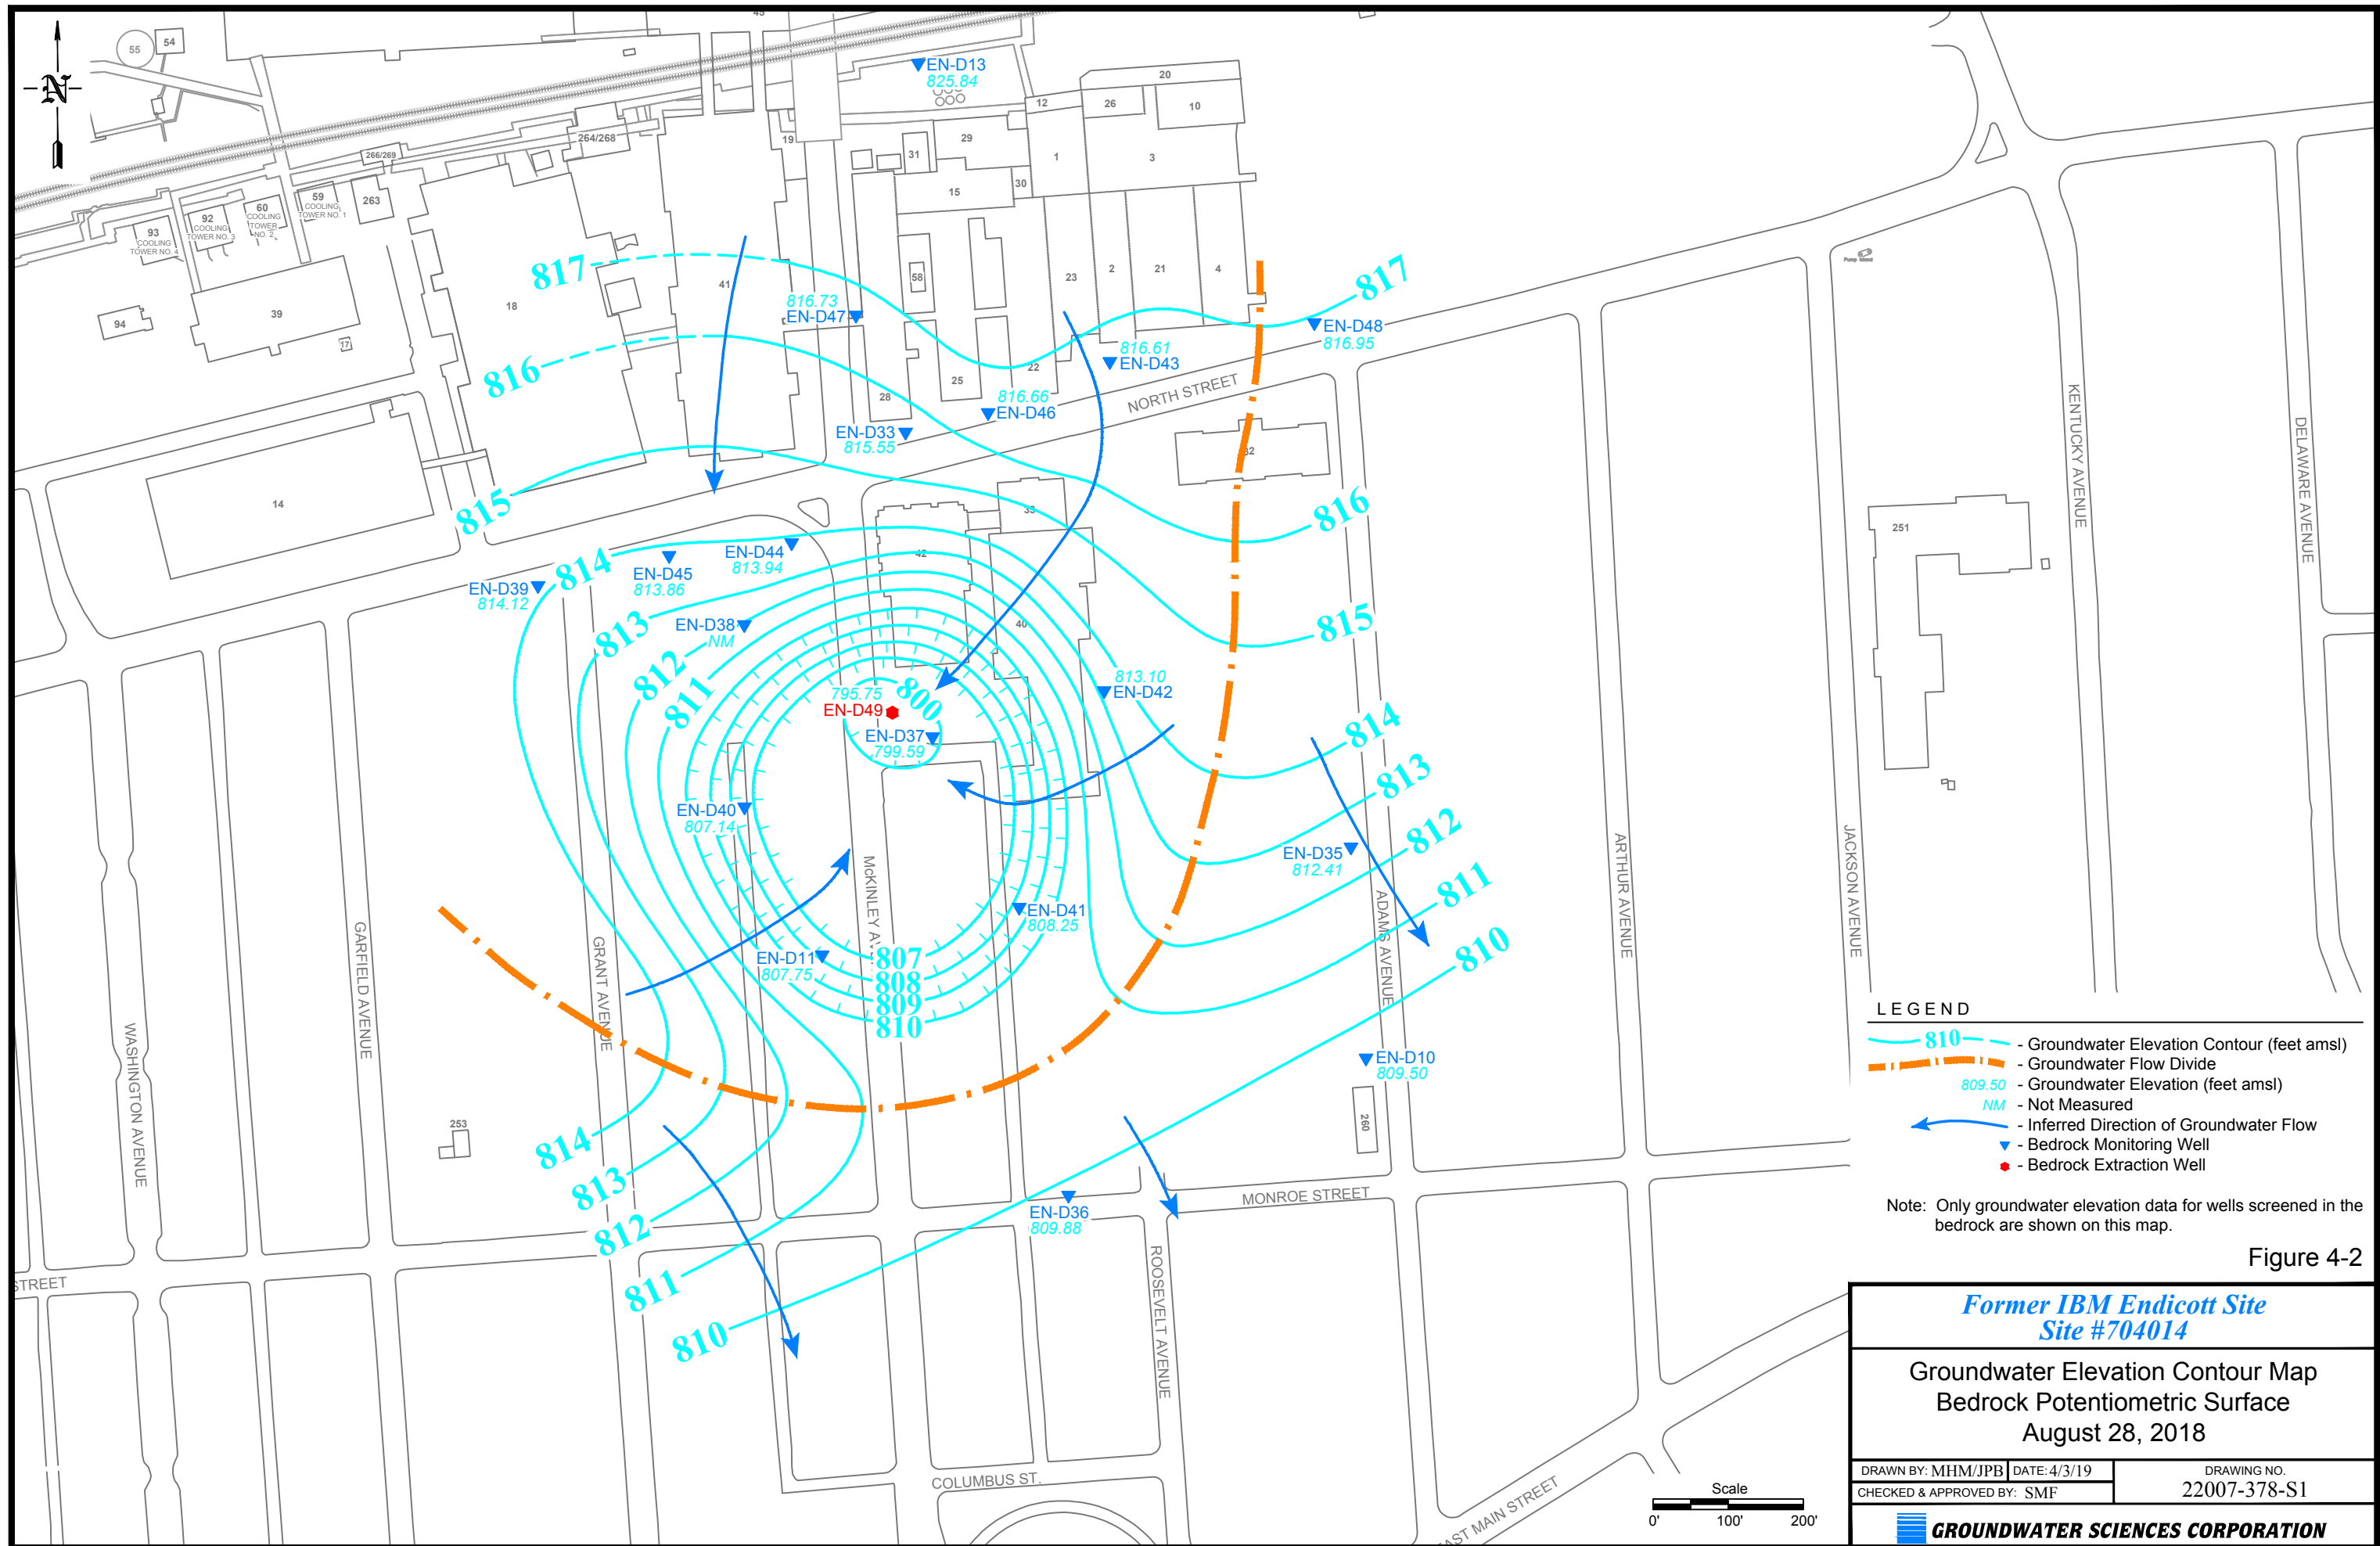 N
45
55
54
EN-D13
825.84
20
12
26
10
264/268
19
29
31
1
3
266/269
15
30
59
COOLING
TOWER NO. 1
263
60
COOLING
TOWER
NO. 2
92
COOLING
TOWER NO. 3
93
COOLING
TOWER NO. 4
817
41
58
23
2
21
4
817
Pump Island
18
816.73
EN-D47
39
94
17
EN-D48
816.95
816.61
EN-D43
816
22
25
28
816.66
EN-D46
NORTH STREET
EN-D33
815.55
32
KENTUCKY AVENUE
DELAWARE AVENUE
14
815
33
816
251
42
EN-D44
813.94
814
EN-D45
813.86
EN-D39
814.12
813
EN-D38
NM
40
815
812
811
795.75
EN-D49
800
813.10
EN-D42
EN-D37
799.59
814
813
EN-D40
807.14
812
EN-D35
812.41
811
McKINLEY AV
ADAMS AVENUE
ARTHUR AVENUE
JACKSON AVENUE
EN-D41
808.25
GARFIELD AVENUE
GRANT AVENUE
EN-D11
807.75
807
808
809
810
810
WASHINGTON AVENUE
EN-D10
809.50
260
253
814
813
812
811
810
MONROE STREET
EN-D36
809.88
ROOSEVELT AVENUE
STREET
COLUMBUS ST.
EAST MAIN STREET
Scale
0' 100' 200'
LEGEND
810 - Groundwater Elevation Contour (feet amsl)
- Groundwater Flow Divide
809.50 - Groundwater Elevation (feet amsl)
NM - Not Measured
- Inferred Direction of Groundwater Flow
- Bedrock Monitoring Well
- Bedrock Extraction Well
Note: Only groundwater elevation data for wells screened in the
bedrock are shown on this map.
Figure 4-2
Former IBM Endicott Site
Site #704014
Groundwater Elevation Contour Map
Bedrock Potentiometric Surface
August 28, 2018
DRAWN BY: MHM/JPB DATE: 4/3/19
CHECKED & APPROVED BY: SMF
DRAWING NO.
22007-378-S1
GROUNDWATER SCIENCES CORPORATION